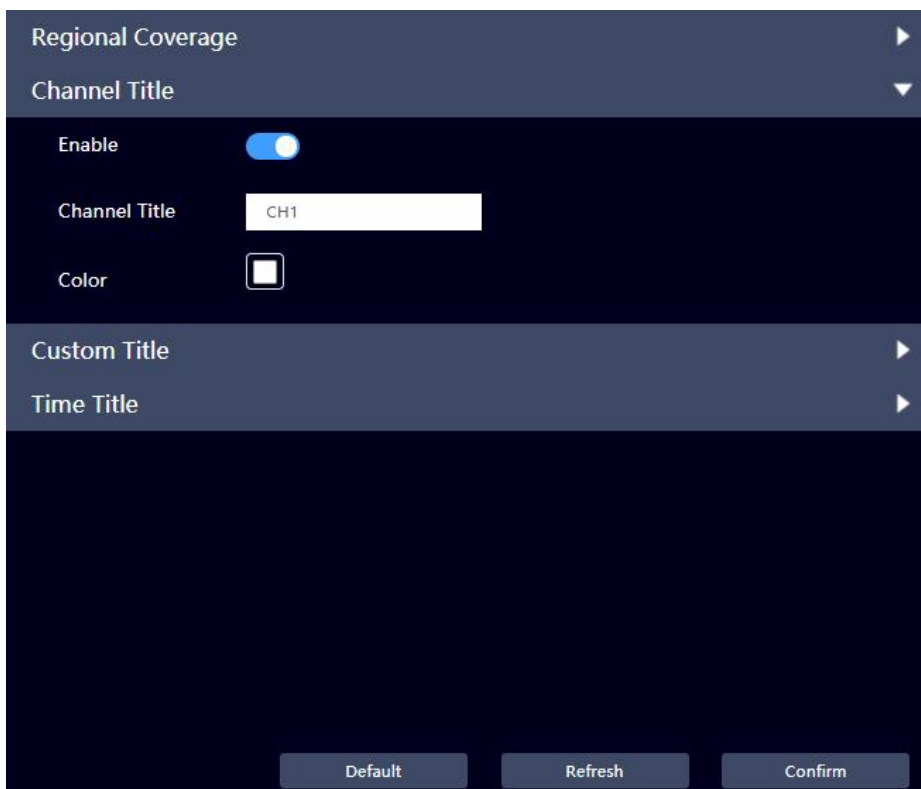 Regional Coverage
Channel Title
Enable
Channel Title
CH1
Color
Custom Title
Time Title
Default
Refresh
Confirm